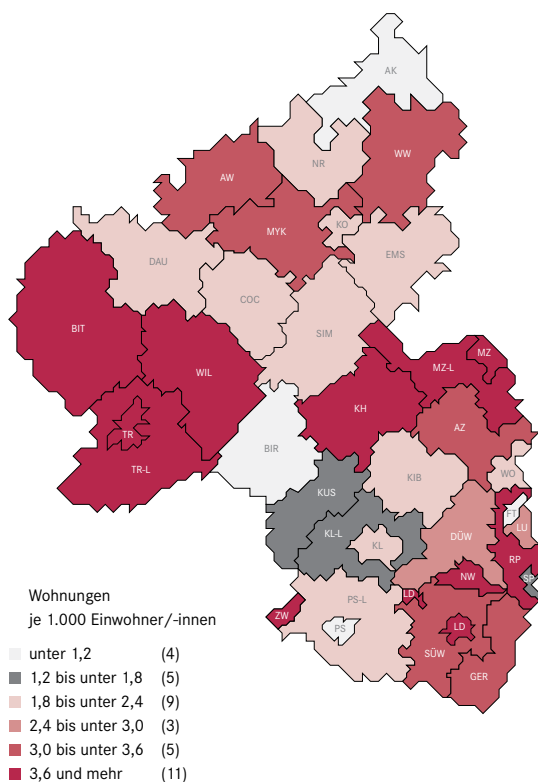 AK
NR
WW
AW
MYK
KO
DAU
EMS
COC
BIT
SIM
WIL
MZ
MZ-L
KH
AZ
TR
BIR
TR-L
KIB
WO
KUS
FT
LU
KL-L
KL
DÜW
RP
NW
SP
LD
PS-L
ZW
PS
LD
SÜW
GER
Wohnungen
je 1.000 Einwohner/-innen
unter 1,2 (4)
1,2 bis unter 1,8 (5)
1,8 bis unter 2,4 (9)
2,4 bis unter 3,0 (3)
3,0 bis unter 3,6 (5)
3,6 und mehr (11)